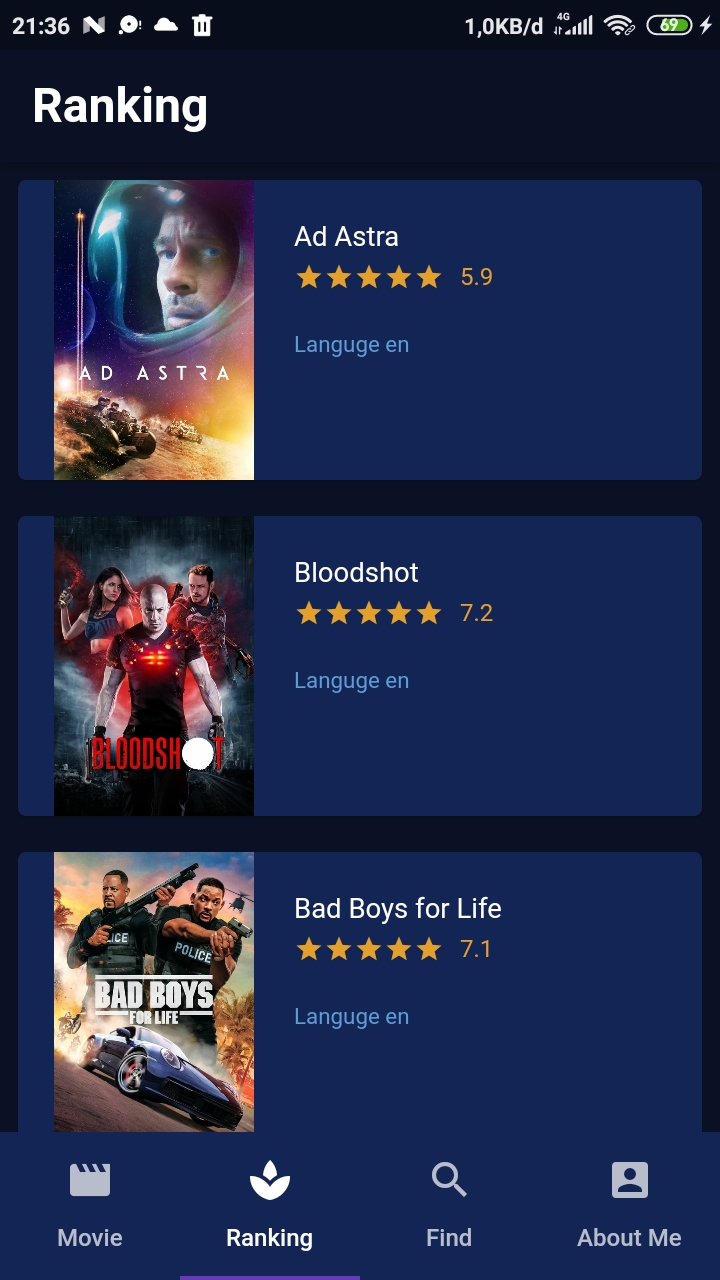 21:36
1,0KB/d 4G 69
Ranking
AD ASTRA
Ad Astra
5.9
Languge en
BLOODSHOT
Bloodshot
7.2
Languge en
POLICE
BAD BOYS
FOR LIFE
Bad Boys for Life
7.1
Languge en
Movie
Ranking
Find
About Me